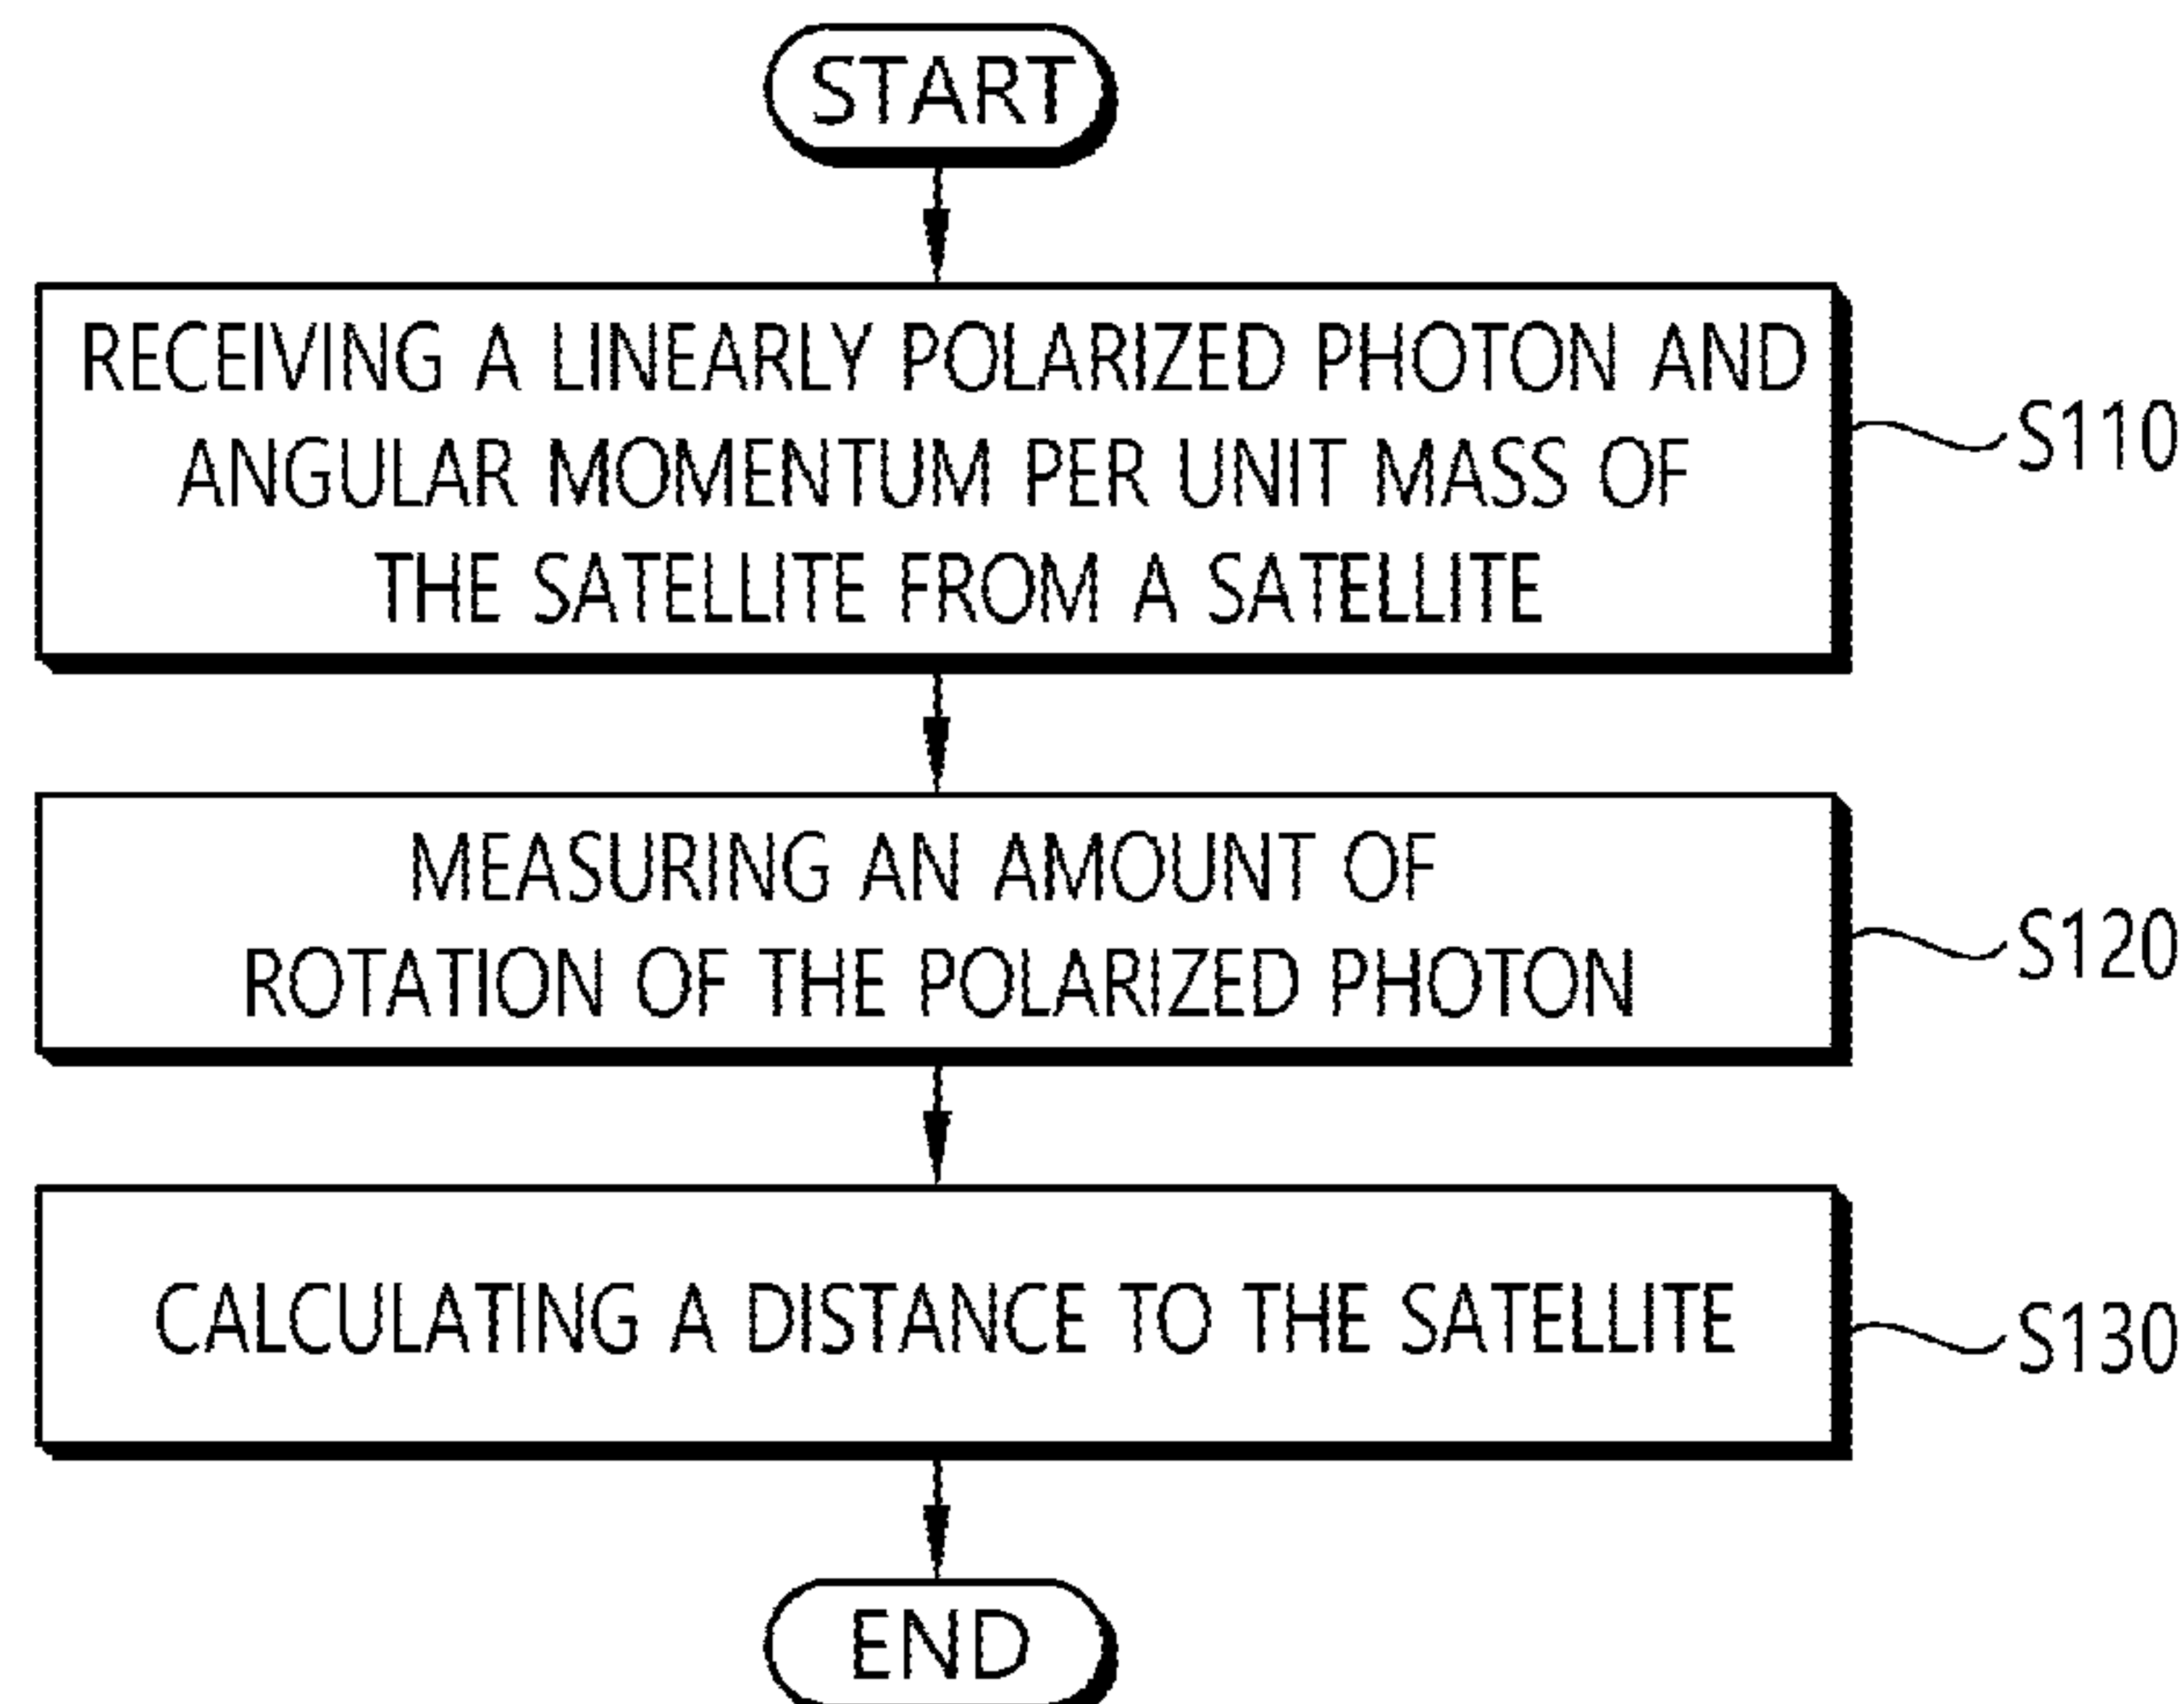 START
RECEIVING A LINEARLY POLARIZED PHOTON AND
ANGULAR MOMENTUM PER UNIT MASS OF
THE SATELLITE FROM A SATELLITE
S110
MEASURING AN AMOUNT OF
ROTATION OF THE POLARIZED PHOTON
S120
CALCULATING A DISTANCE TO THE SATELLITE
S130
END